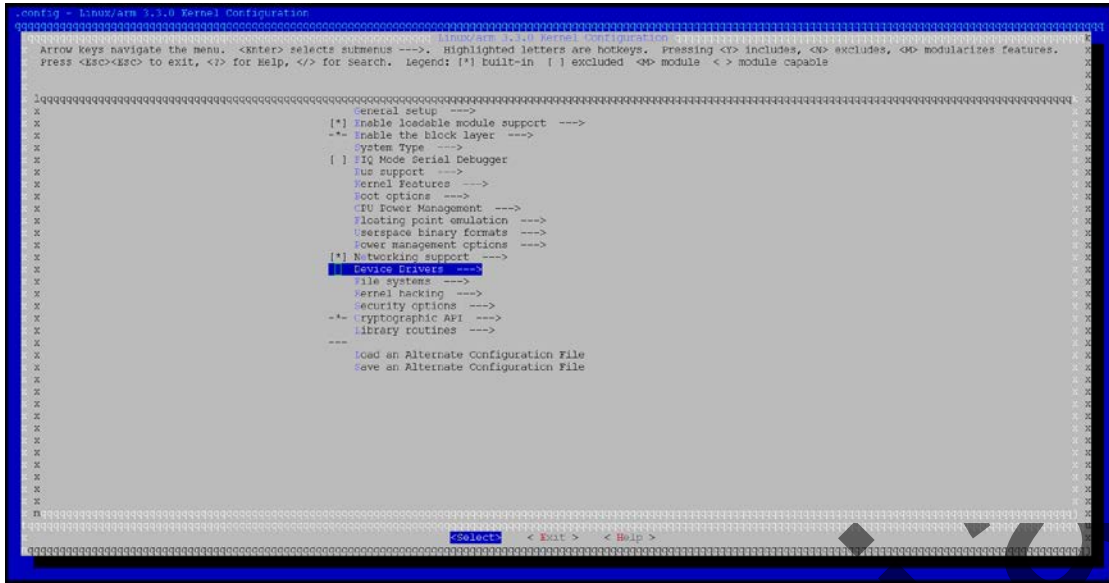 .config - Linux/arm 3.3.0 Kernel Configuration
Linux/arm 3.3.0 Kernel Configuration
Arrow keys navigate the menu. <Enter> selects submenus --->. Highlighted letters are hotkeys. Pressing <Y> includes, <N> excludes, <M> modularizes features.
Press <Esc><Esc> to exit, <?> for Help, </> for Search. Legend: [*] built-in [ ] excluded <M> module < > module capable
General setup --->
[*] Enable loadable module support --->
-*- Enable the block layer --->
System Type --->
[ ] FIQ Mode Serial Debugger
Bus support --->
Kernel Features --->
Boot options --->
CPU Power Management --->
Floating point emulation --->
Userspace binary formats --->
Power management options --->
[*] Networking support --->
Device Drivers --->
File systems --->
Kernel hacking --->
Security options --->
-*- Cryptographic API --->
Library routines --->
---
Load an Alternate Configuration File
Save an Alternate Configuration File
<Select> < Exit > < Help >